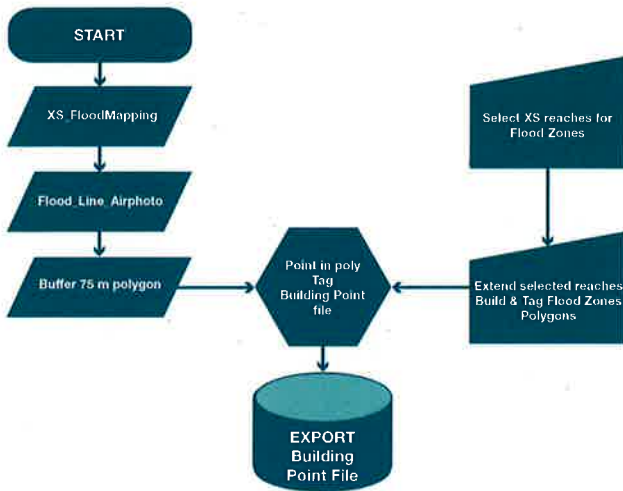 START
XS_FloodMapping
Flood_Line_Airphoto
Buffer 75 m polygon
Select XS reaches for
Flood Zones
Extend selected reaches
Build & Tag Flood Zones
Polygons
Point in poly
Tag
Building Point
file
EXPORT
Building
Point File